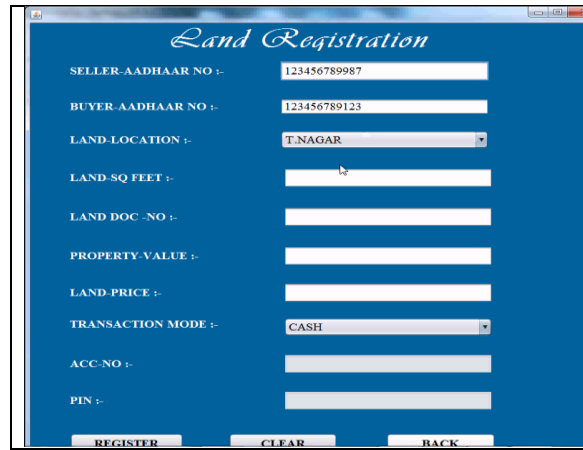 Land Registration
SELLER-AADHAAR NO :- 123456789987
BUYER-AADHAAR NO :- 123456789123
LAND-LOCATION :- T.NAGAR
LAND-SQ FEET :-
LAND DOC -NO :-
PROPERTY-VALUE :-
LAND-PRICE :-
TRANSACTION MODE :- CASH
ACC-NO :-
PIN :-
REGISTER CLEAR BACK